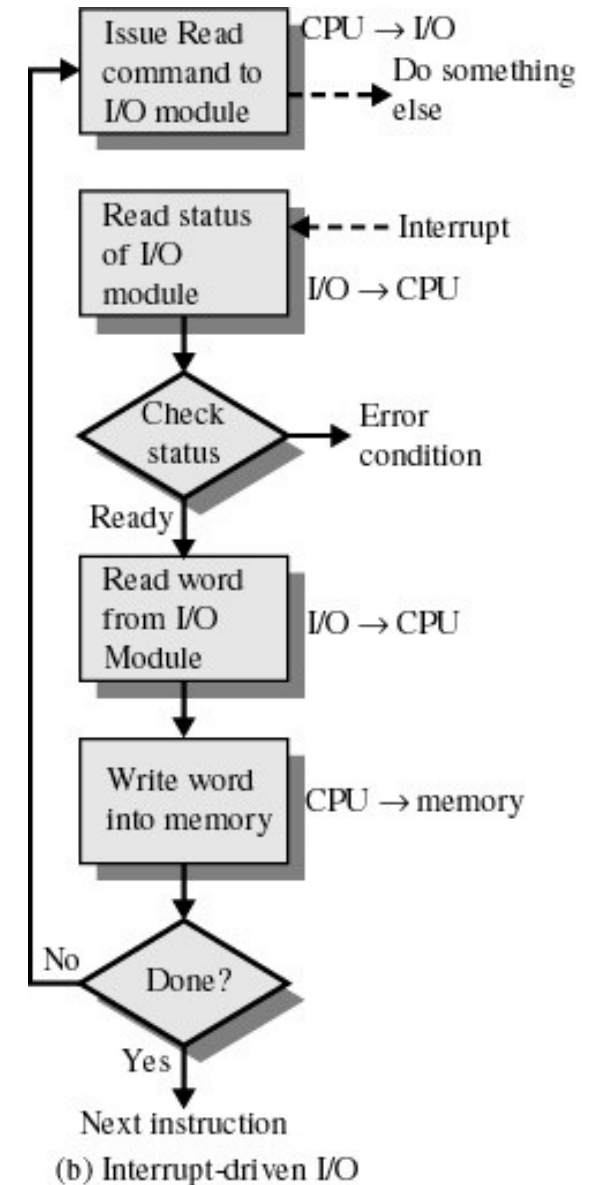 Issue Read
command to
I/O module
CPU → I/O
Do something
else
Read status
of I/O
module
Interrupt
I/O → CPU
Check
status
Error
condition
Ready
Read word
from I/O
Module
I/O → CPU
Write word
into memory
CPU → memory
No
Done?
Yes
Next instruction
(b) Interrupt-driven I/O